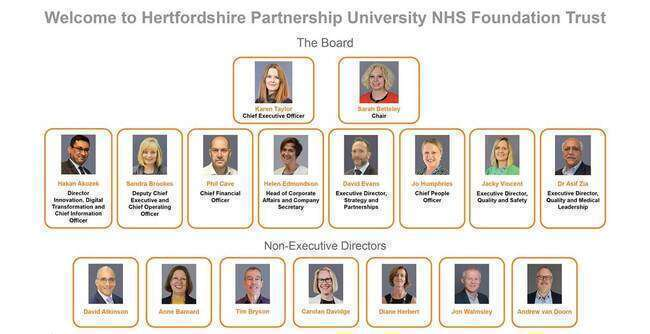 Welcome to Hertfordshire Partnership University NHS Foundation Trust
The Board
Karen Taylor
Chief Executive Officer
Sarah Betteley
Chair
Hakan Akozek
Director
Innovation, Digital
Transformation and
Chief Information
Officer
Sandra Brookes
Deputy Chief
Executive and
Chief Operating
Officer
Phil Cave
Chief Financial
Officer
Helen Edmondson
Head of Corporate
Affairs and Company
Secretary
David Evans
Executive Director,
Strategy and
Partnerships
Jo Humphries
Chief People
Officer
Jacky Vincent
Executive Director,
Quality and Safety
Dr Asif Zia
Executive Director,
Quality and Medical
Leadership
Non-Executive Directors
David Atkinson
Anne Barnard
Tim Bryson
Carolan Davidge
Diane Herbert
Jon Walmsley
Andrew van Doorn